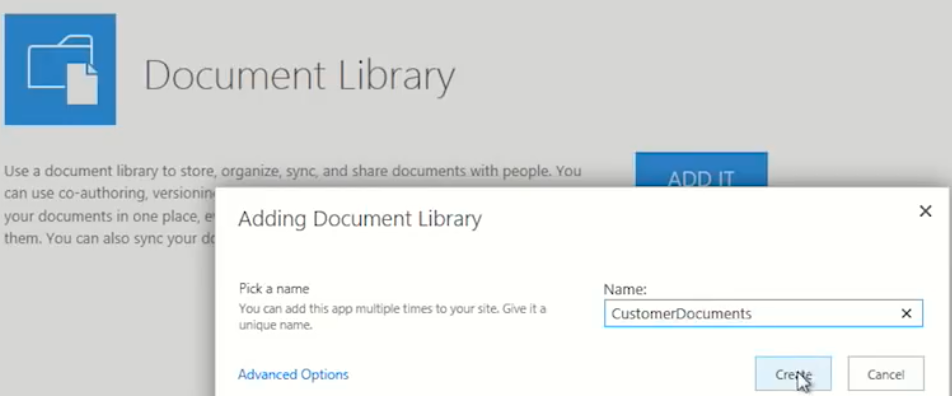 Document Library
Use a document library to store, organize, sync, and share documents with people. You
can use co-authoring,
your documents in one place,
them. You can also sync your
ADD IT
Adding Document Library
Pick a name
You can add this app multiple times to your site. Give it a
unique name.
Name:
CustomerDocuments
Advanced Options
Create
Cancel